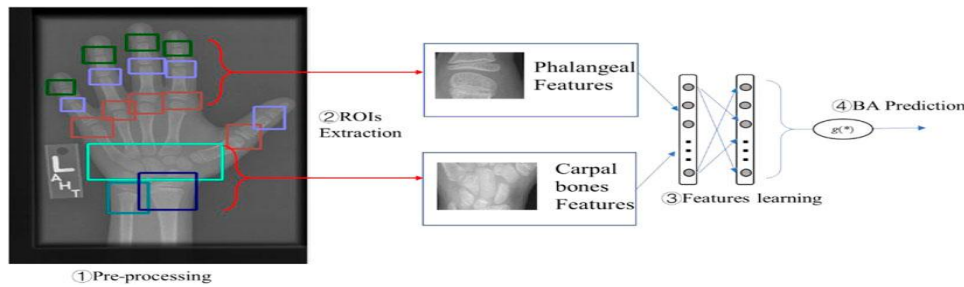 L
A
H
T
①Pre-processing
②ROIs
Extraction
Phalangeal
Features
Carpal
bones
Features
③Features learning
g(*)
④BA Prediction